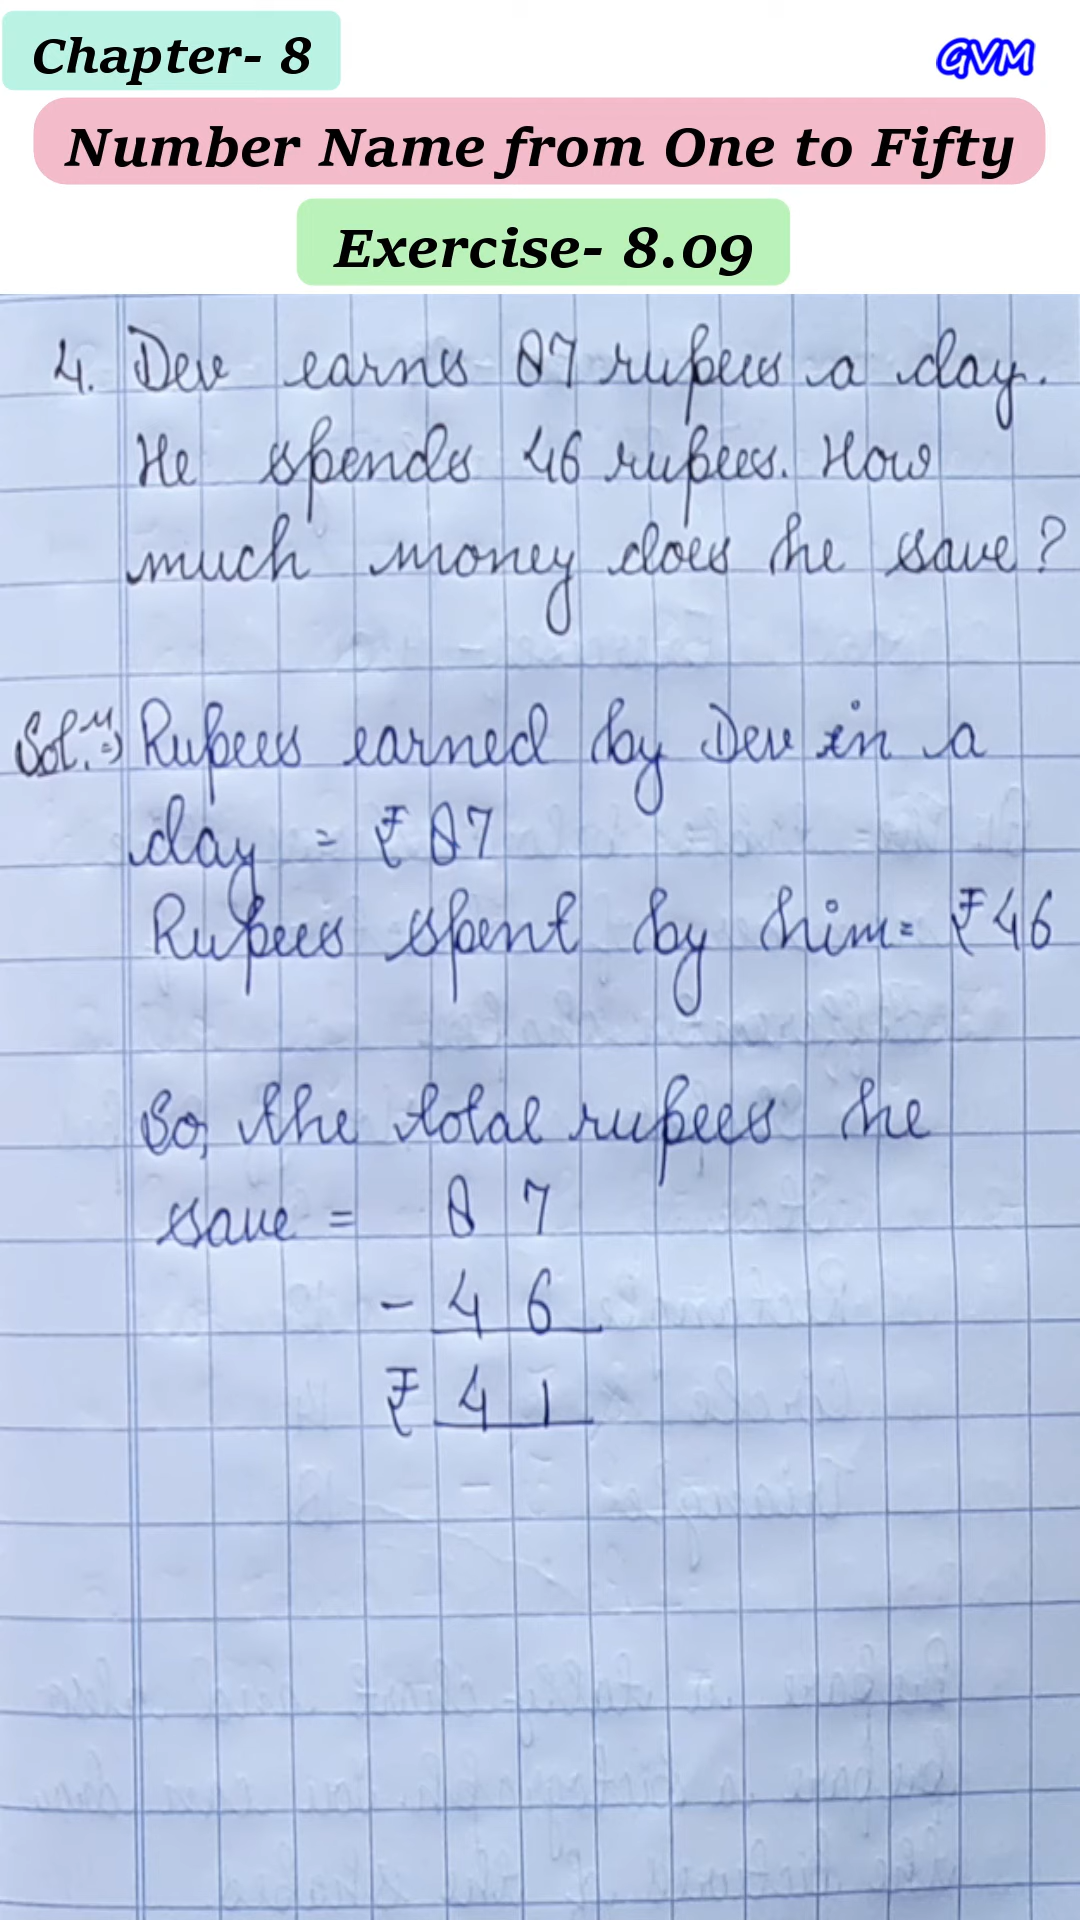 Chapter- 8
GVM
Number Name from One to Fifty
Exercise- 8.09
4. Dev earns 87 rupees a day.
He spends 46 rupees. How
much money does he save?
Sol.ⁿ ⇒ Rupees earned by Dev in a
day = ₹ 87
Rupees spent by him = ₹ 46
So, the total rupees he
save = 8 7
- 4 6
₹ 4 1